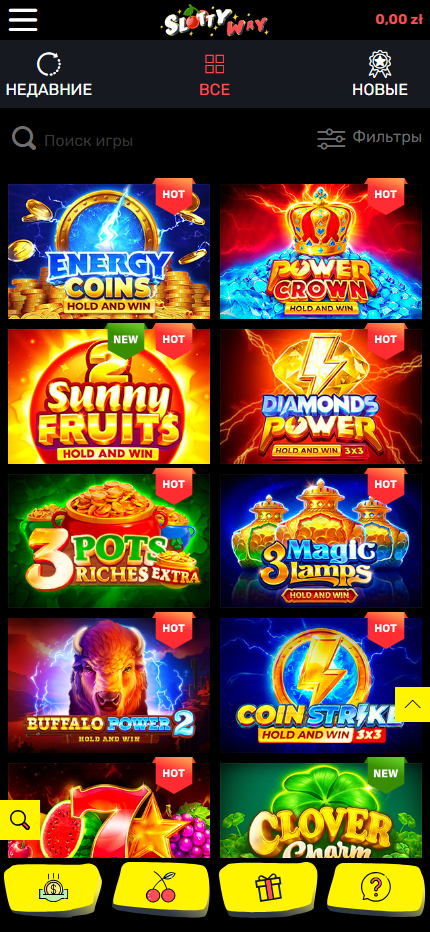 SLOTTY WAY
0,00 zł
НЕДАВНИЕ
ВСЕ
НОВЫЕ
Поиск игры
Фильтры
HOT
HOT
ENERGY
COINS
HOLD AND WIN
POWER
CROWN
HOLD AND WIN
NEW
HOT
HOT
2
Sunny
FRUITS
HOLD AND WIN
DIAMONDS
POWER
HOLD AND WIN 3x3
HOT
HOT
3 POTS
RICHES EXTRA
3 Magic
Lamps
HOLD AND WIN
HOT
HOT
BUFFALO POWER 2
HOLD AND WIN
COIN STRIKE
HOLD AND WIN 3x3
HOT
NEW
7
CLOVER
Charm